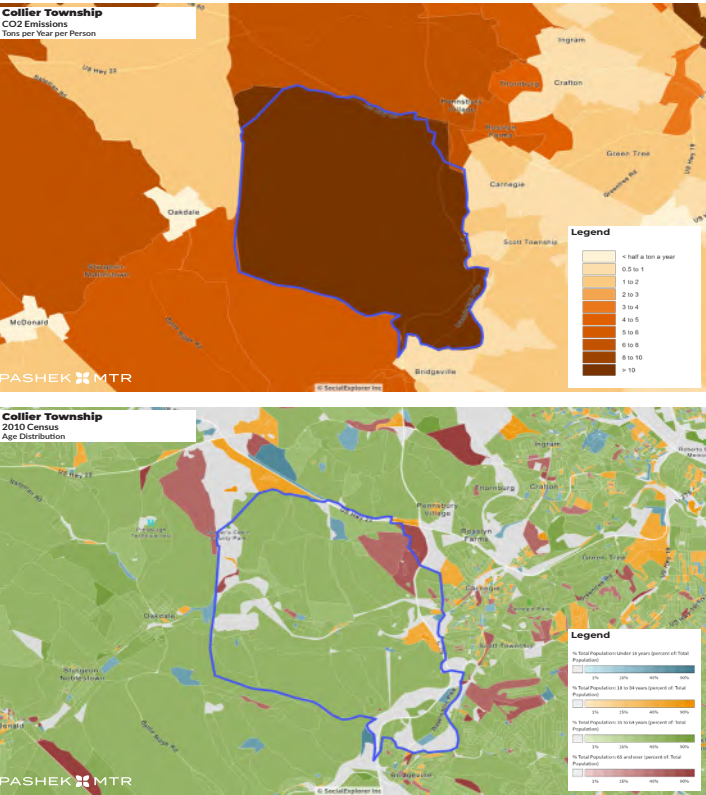 Collier Township
CO2 Emissions
Tons per Year per Person
Ingram
Crafton
Thornburg
Pennsbury
Village
Green Tree
Greentree Rd
US Hwy 19
Carnegie
Oakdale
Scott Township
McDonald
Bridgeville
Legend
< half a ton a year
0.5 to 1
1 to 2
2 to 3
3 to 4
4 to 5
5 to 6
6 to 8
8 to 10
> 10
PASHEK MTR
© SocialExplorer Inc
Collier Township
2010 Census
Age Distribution
US Hwy 22
Ingram
Crafton
Thornburg
Pennsbury
Village
Rosslyn
Farms
Green Tree
Carnegie
Oakdale
Scott Township
Sturgeon
Noblestown
Bridgeville
Legend
% Total Population: Under 18 years (percent of: Total
Population)
% Total Population: 18 to 34 years (percent of: Total
Population)
% Total Population: 35 to 64 years (percent of: Total
Population)
% Total Population: 65 and over (percent of: Total
Population)
PASHEK MTR
© SocialExplorer Inc